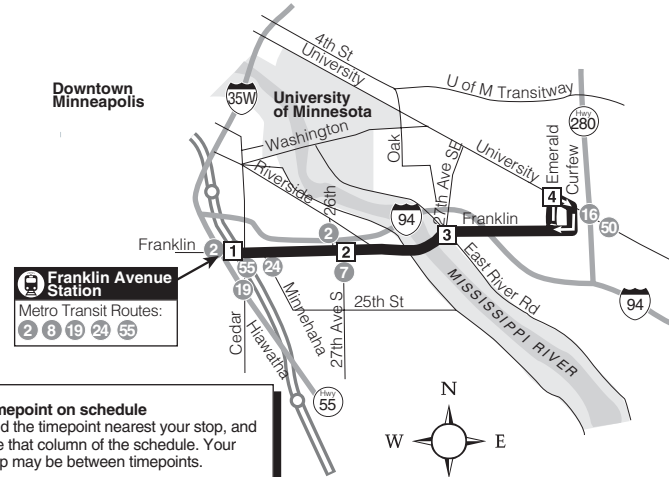 4th St
University
U of M Transitway
Downtown
Minneapolis
35W
University
of Minnesota
Hwy
280
Washington
Oak
27th Ave SE
University
Emerald
Curfew
Riverside
26th
4
94
Franklin
16
50
2
3
Franklin
2
1
2
Franklin Avenue
Station
Metro Transit Routes:
2 8 19 24 55
55
24
7
19
East River Rd
Minnehaha
25th St
94
MISSISSIPPI RIVER
Cedar
Hiawatha
27th Ave S
Hwy
55
N
W
E
mepoint on schedule
d the timepoint nearest your stop, and
e that column of the schedule. Your
p may be between timepoints.